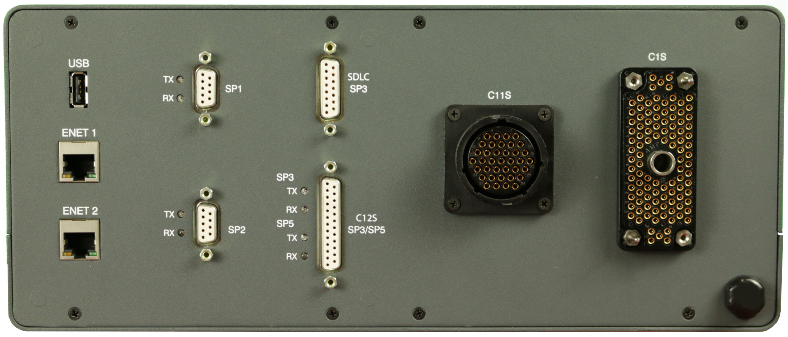 USB
TX
RX
SP1
SDLC
SP3
C11S
C1S
ENET 1
SP3
TX
RX
SP5
TX
RX
C12S
SP3/SP5
ENET 2
TX
RX
SP2